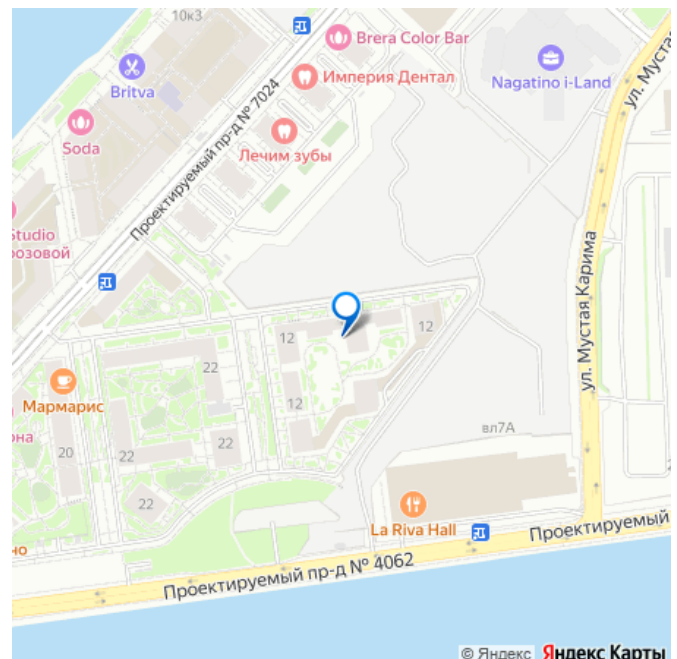 10к3
Brera Color Bar
Britva
Империя Дентал
Nagatino i-Land
ул. Мустая
Soda
Лечим зубы
Проектируемый пр-д № 7024
Studio
розовой
ул. Мустая Карима
12
12
22
22
12
Мармарис
она
20
22
22
22
вл7А
La Riva Hall
но
Проектируемый
Проектируемый пр-д № 4062
© Яндекс Яндекс Карты